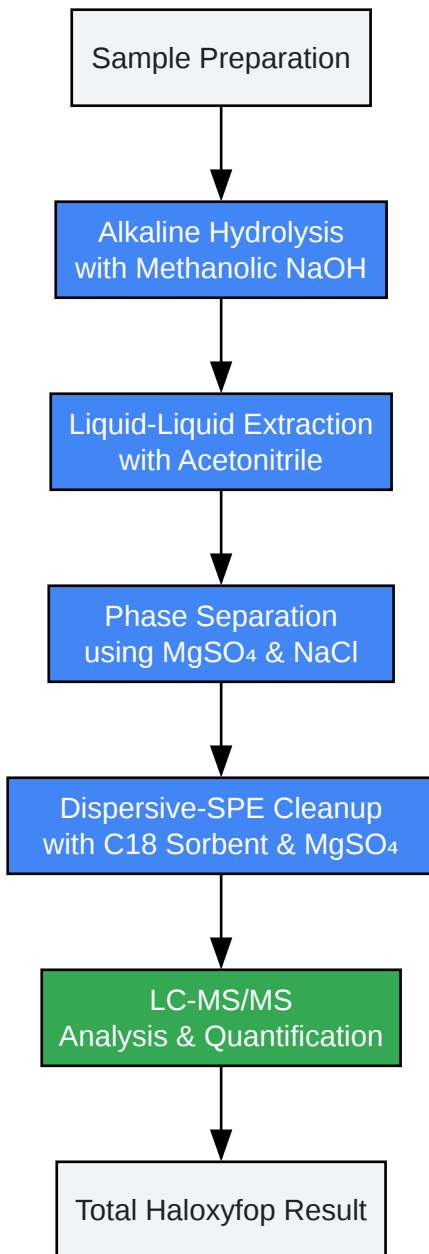 Sample Preparation
Alkaline Hydrolysis
with Methanolic NaOH
Liquid-Liquid Extraction
with Acetonitrile
Phase Separation
using MgSO₄ & NaCl
Dispersive-SPE Cleanup
with C18 Sorbent & MgSO₄
LC-MS/MS
Analysis & Quantification
Total Haloxyfop Result